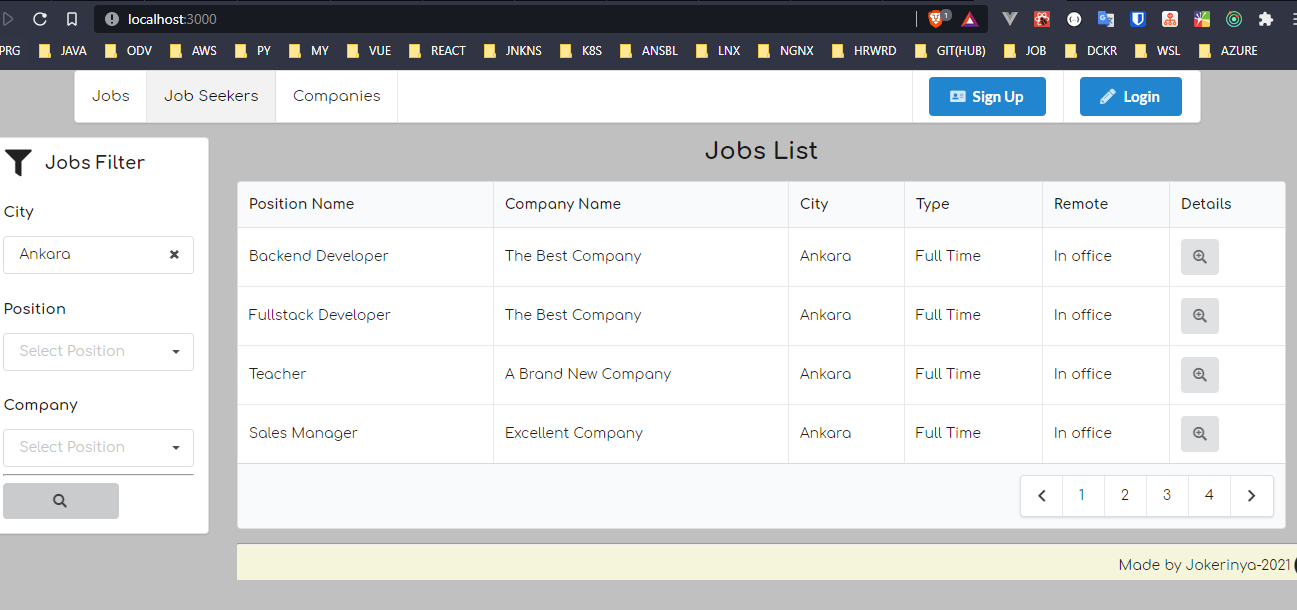 localhost:3000
1
PRG JAVA ODV AWS PY MY VUE REACT JNKNS K8S ANSBL LNX NGNX HRWRD GIT(HUB) JOB DCKR WSL AZURE
Jobs Job Seekers Companies Sign Up Login
Jobs Filter
City
Ankara
Position
Select Position
Company
Select Position
Jobs List
Position Name Company Name City Type Remote Details
Backend Developer The Best Company Ankara Full Time In office
Fullstack Developer The Best Company Ankara Full Time In office
Teacher A Brand New Company Ankara Full Time In office
Sales Manager Excellent Company Ankara Full Time In office
1 2 3 4
Made by Jokerinya-2021